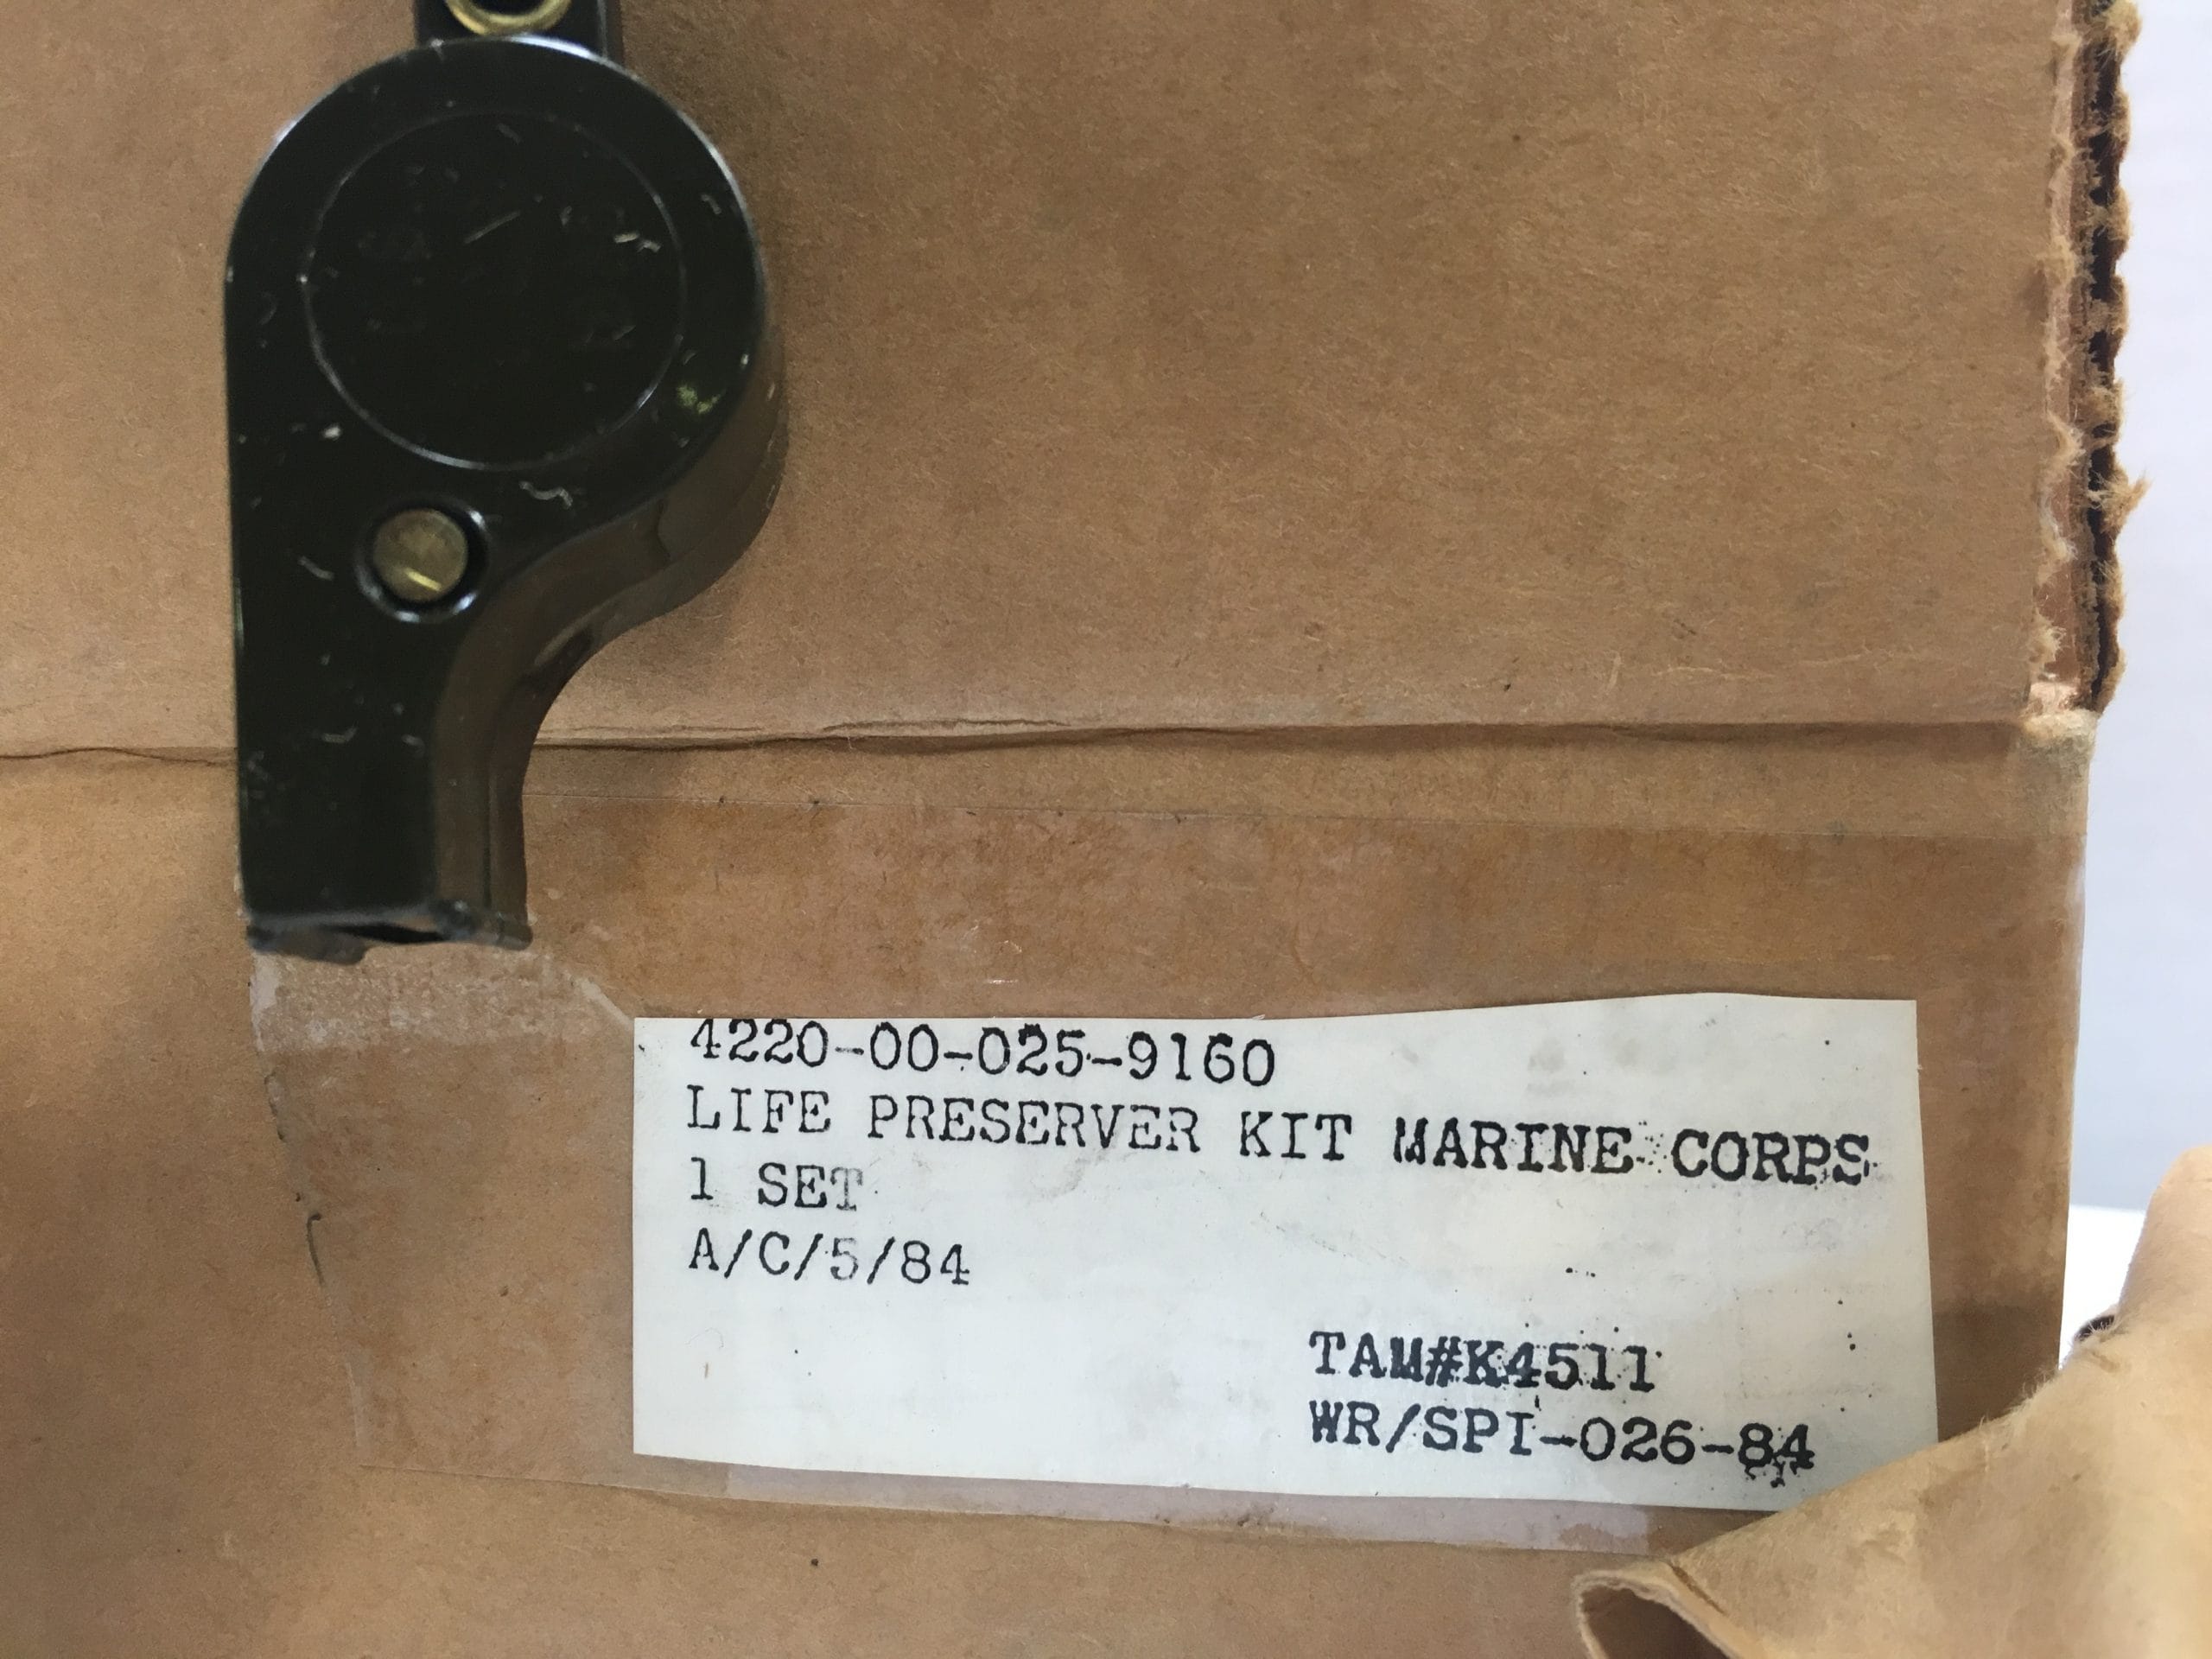 4220-00-025-9160
LIFE PRESERVER KIT MARINE CORPS
1 SET
A/C/5/84
TAM#K4511
WR/SPI-026-84